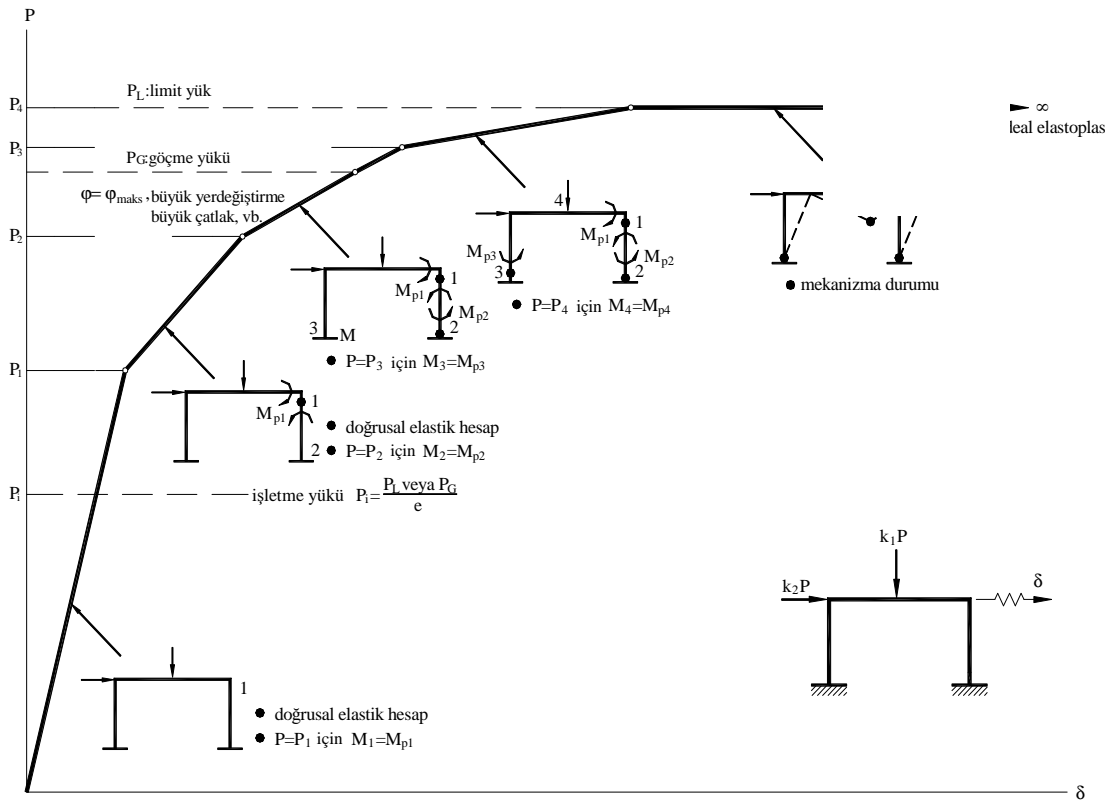 P
P4
PL:limit yük
∞
leal elastoplas
P3
PG:göçme yükü
φ= φmaks ,büyük yerdeğiştirme
büyük çatlak, vb.
P2
4
1
Mp1
Mp3
Mp2
3
2
P=P4 için M4=Mp4
mekanizma durumu
1
Mp1
Mp2
3
M
2
P=P3 için M3=Mp3
P1
1
Mp1
2
doğrusal elastik hesap
P=P2 için M2=Mp2
Pi
işletme yükü Pi= PL veya PG
e
k1P
k2P
δ
1
doğrusal elastik hesap
P=P1 için M1=Mp1
δ